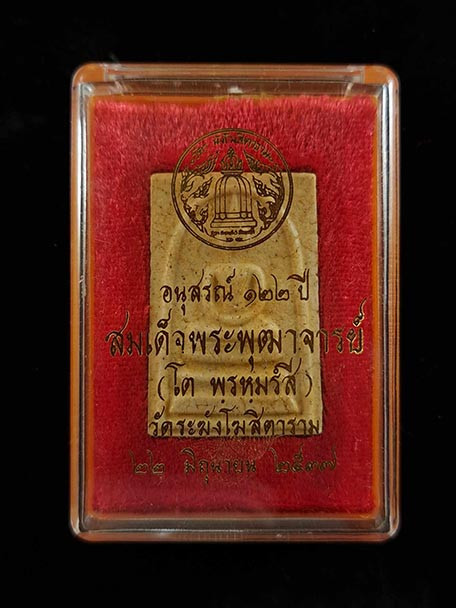 อนุสรณ์ ๑๒๒ ปี
สมเด็จพระพุฒาจารย์
(โต พรหฺมรํสี)
วัดระฆังโฆสิตาราม
๒๒ มิถุนายน ๒๕๓๗